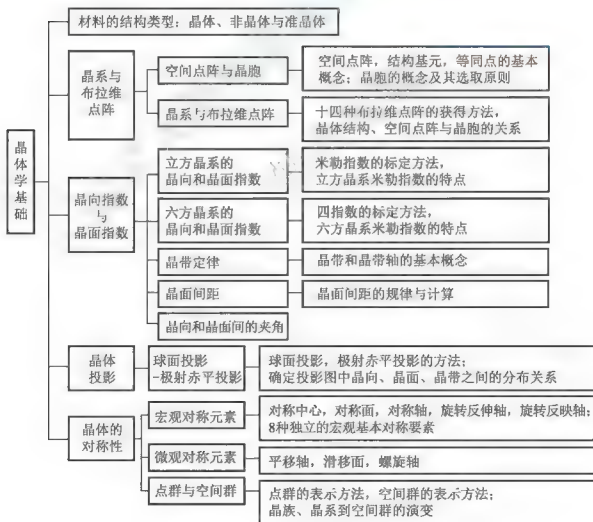 材料的结构类型：晶体、非晶体与准晶体
晶体学基础
晶系与
布拉维
点阵
空间点阵与晶胞
空间点阵，结构基元，等同点的基本
概念；晶胞的概念及其选取原则
晶系与布拉维点阵
十四种布拉维点阵的获得方法，
晶体结构、空间点阵与晶胞的关系
晶向指数
与
晶面指数
立方晶系的
晶向和晶面指数
米勒指数的标定方法，
立方晶系米勒指数的特点
六方晶系的
晶向和晶面指数
四指数的标定方法，
六方晶系米勒指数的特点
晶带定律
晶带和晶带轴的基本概念
晶面间距
晶面间距的规律与计算
晶向和晶面间的夹角
晶体
投影
球面投影
-极射赤平投影
球面投影，极射赤平投影的方法；
确定投影图中晶向、晶面、晶带之间的分布关系
晶体的
对称性
宏观对称元素
对称中心，对称面，对称轴，旋转反伸轴，旋转反映轴；
8种独立的宏观基本对称要素
微观对称元素
平移轴，滑移面，螺旋轴
点群与空间群
点群的表示方法，空间群的表示方法；
晶族、晶系到空间群的演变